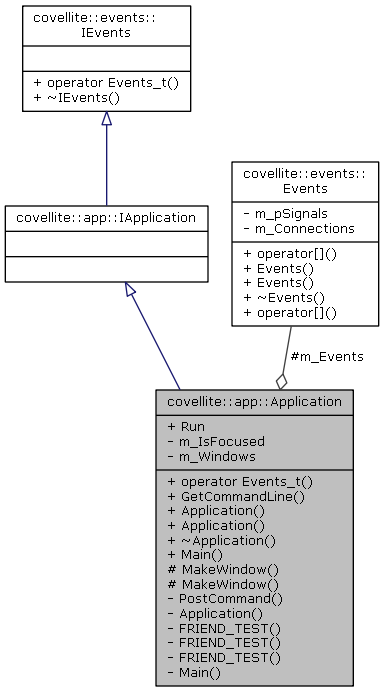 covellite::events::
IEvents
+ operator Events_t()
+ ~IEvents()
covellite::app::IApplication
covellite::events::
Events
- m_pSignals
- m_Connections
+ operator[]()
+ Events()
+ Events()
+ ~Events()
+ operator[]()
#m_Events
covellite::app::Application
+ Run
- m_IsFocused
- m_Windows
+ operator Events_t()
+ GetCommandLine()
+ Application()
+ Application()
+ ~Application()
+ Main()
# MakeWindow()
# MakeWindow()
- PostCommand()
- Application()
- FRIEND_TEST()
- FRIEND_TEST()
- FRIEND_TEST()
- Main()